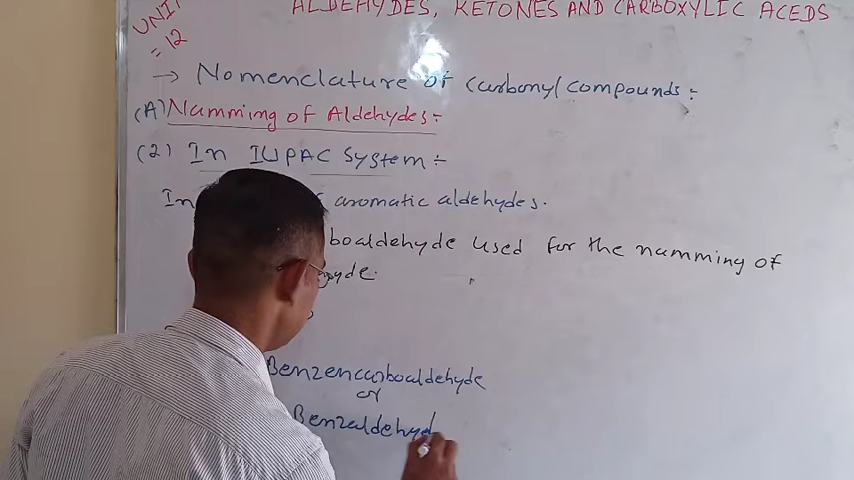 UNIT
= 12
ALDEHYDES, KETONES AND CARBOXYLIC ACEDS
→ Nomenclature of carbonyl compounds:
(A) Namming of Aldehydes:
(2) In IUPAC System ÷
In aromatic aldehydes.
boaldehyde used for the namming of
yde.
Benzencarboaldehyde
or
Benzaldehyd